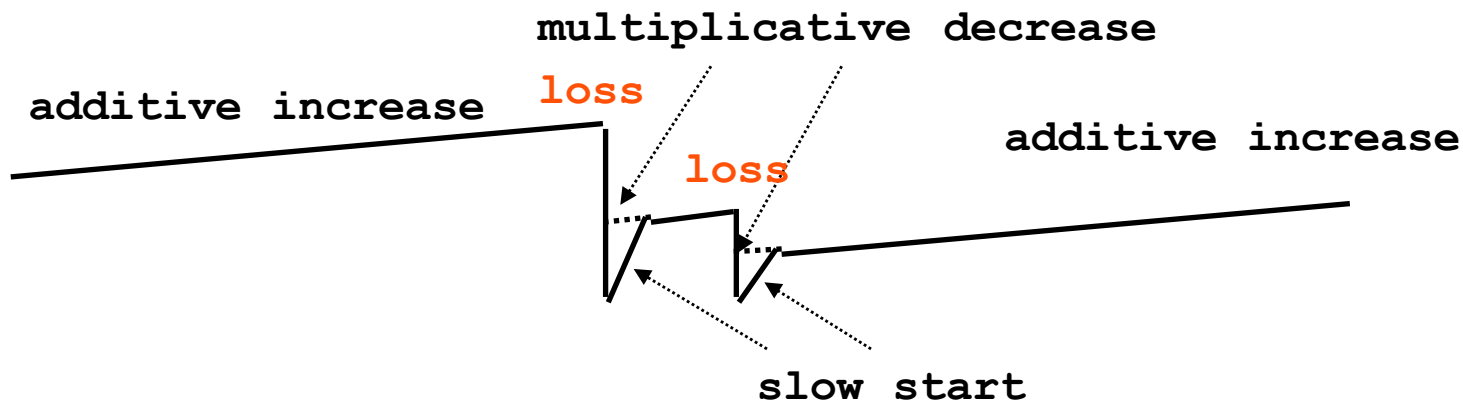 multiplicative decrease
loss
additive increase
additive increase
loss
slow start